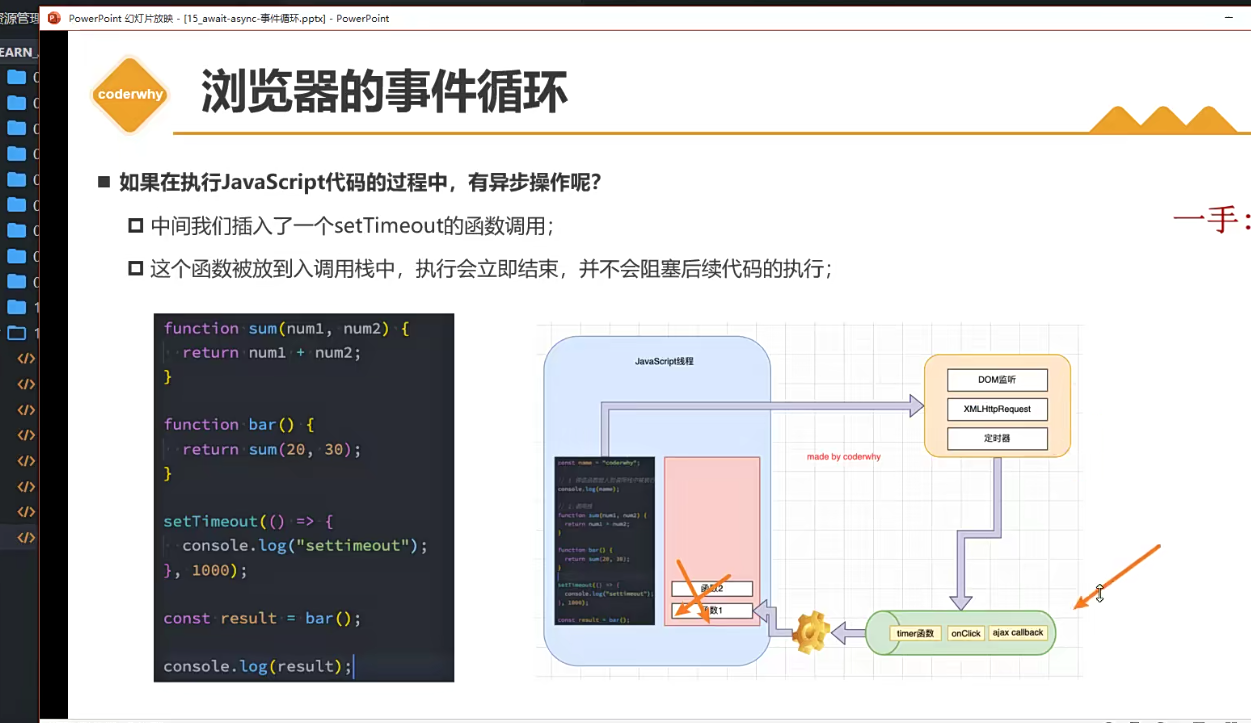 资源管理
PowerPoint 幻灯片放映 - [15_await-async-事件循环.pptx] - PowerPoint
EARN_
coderwhy
浏览器的事件循环
如果在执行JavaScript代码的过程中，有异步操作呢？
一手：
中间我们插入了一个setTimeout的函数调用；
这个函数被放到入调用栈中，执行会立即结束，并不会阻塞后续代码的执行；
function sum(num1, num2) {
return num1 + num2;
}
function bar() {
return sum(20, 30);
}
setTimeout(() => {
console.log("settimeout");
}, 1000);
const result = bar();
console.log(result);
JavaScript线程
DOM监听
XMLHttpRequest
定时器
made by coderwhy
const name = "coderwhy";
console.log(name);
function sum(num1, num2) {
return num1 + num2;
}
function bar() {
return sum(20, 30);
}
setTimeout(() => {
console.log("settimeout");
}, 1000);
const result = bar();
函数2
函数1
timer函数
onClick
ajax callback